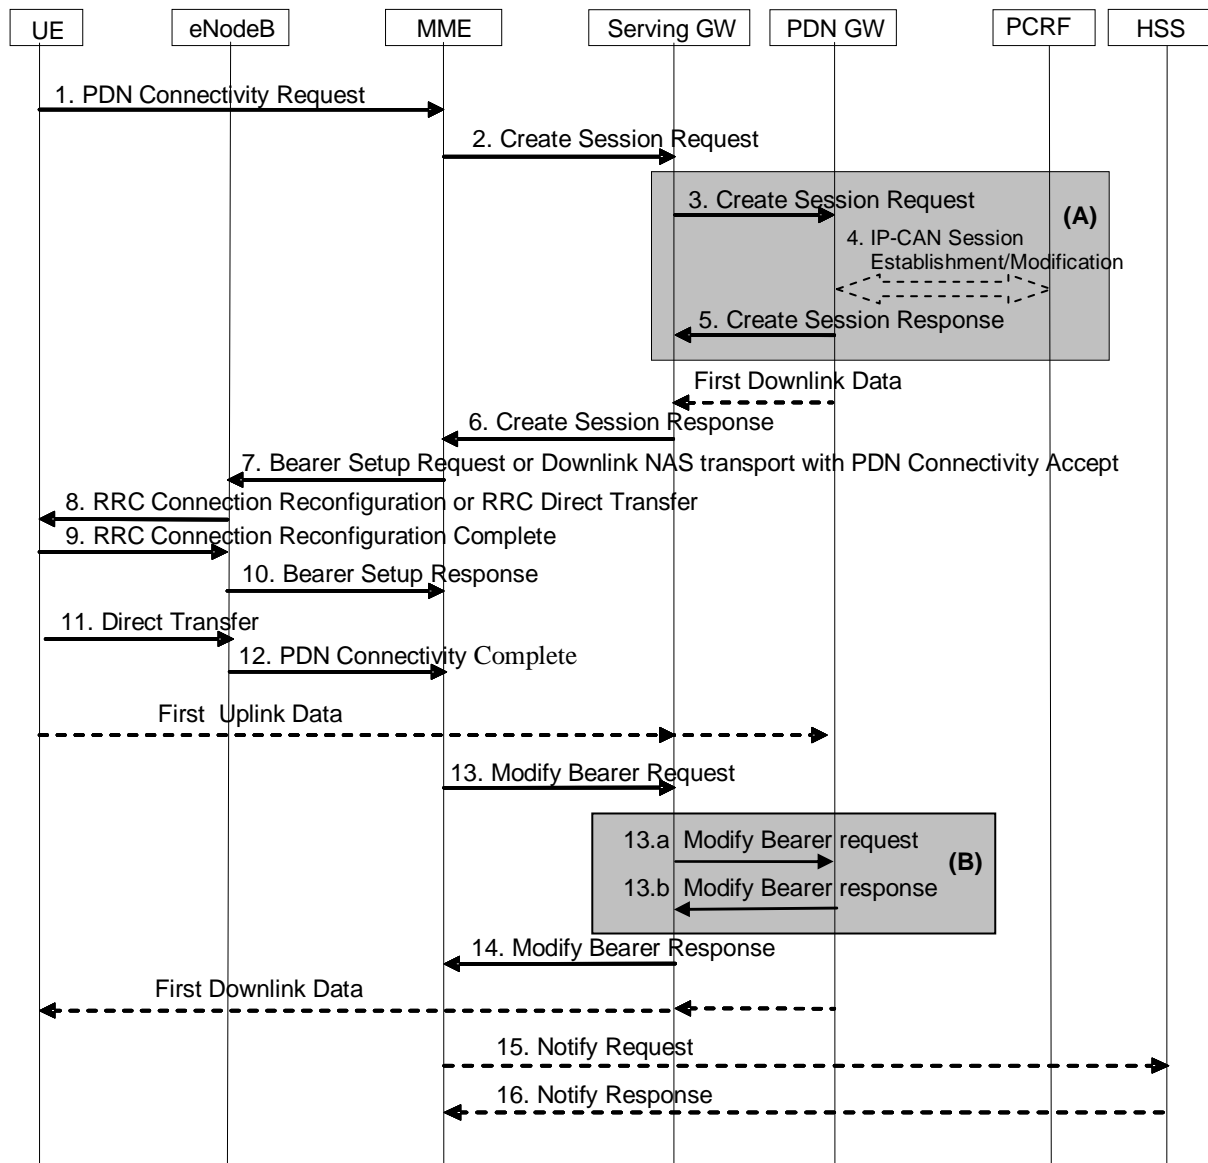 UE
eNodeB
MME
Serving GW
PDN GW
PCRF
HSS
1. PDN Connectivity Request
2. Create Session Request
3. Create Session Request
(A)
4. IP-CAN Session
Establishment/Modification
5. Create Session Response
First Downlink Data
6. Create Session Response
7. Bearer Setup Request or Downlink NAS transport with PDN Connectivity Accept
8. RRC Connection Reconfiguration or RRC Direct Transfer
9. RRC Connection Reconfiguration Complete
10. Bearer Setup Response
11. Direct Transfer
12. PDN Connectivity Complete
First Uplink Data
13. Modify Bearer Request
13.a Modify Bearer request
(B)
13.b Modify Bearer response
14. Modify Bearer Response
First Downlink Data
15. Notify Request
16. Notify Response